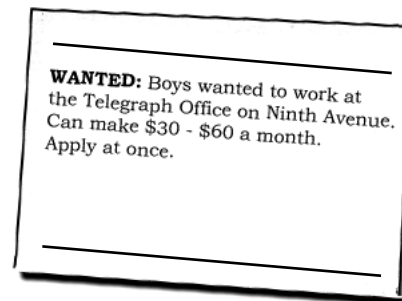 WANTED: Boys wanted to work at
the Telegraph Office on Ninth Avenue.
Can make $30 - $60 a month.
Apply at once.